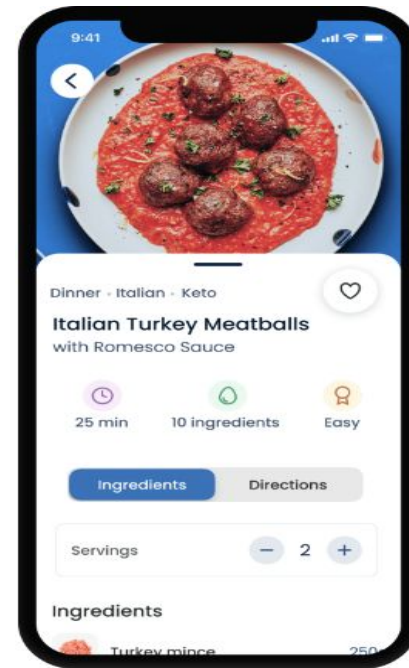 9:41
Dinner · Italian · Keto
Italian Turkey Meatballs
with Romesco Sauce
25 min 10 ingredients Easy
Ingredients Directions
Servings − 2 +
Ingredients
Turkey mince 250g